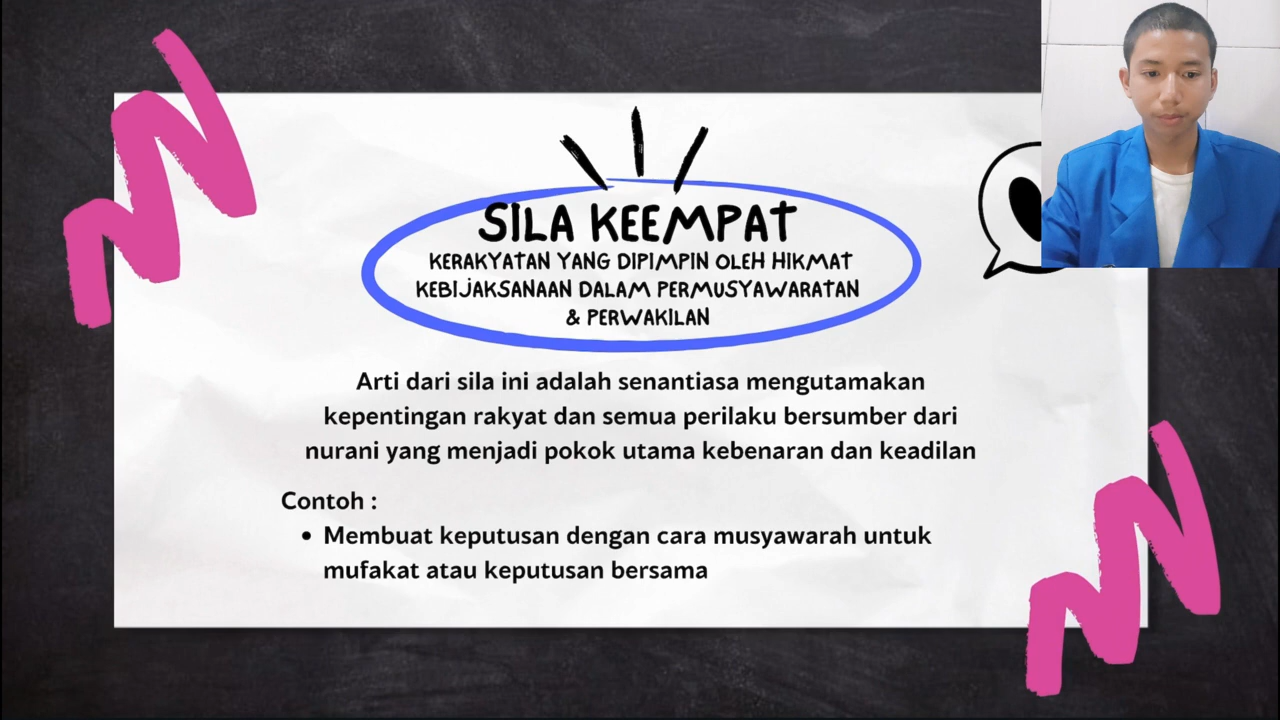 SILA KEEMPAT
KERAKYATAN YANG DIPIMPIN OLEH HIKMAT
KEBIJAKSANAAN DALAM PERMUSYAWARATAN
& PERWAKILAN
Arti dari sila ini adalah senantiasa mengutamakan
kepentingan rakyat dan semua perilaku bersumber dari
nurani yang menjadi pokok utama kebenaran dan keadilan
Contoh :
• Membuat keputusan dengan cara musyawarah untuk
mufakat atau keputusan bersama